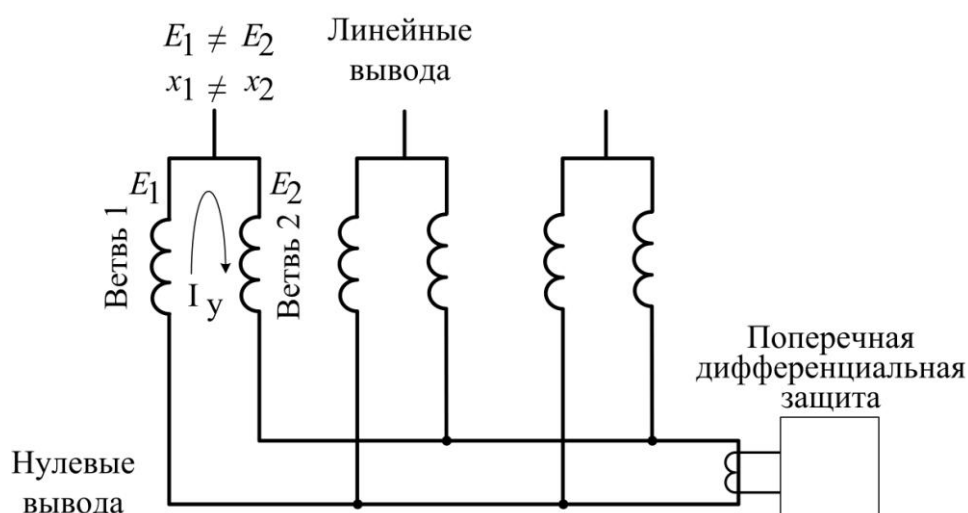 E1 ≠ E2
x1 ≠ x2
Линейные
вывода
E1
E2
Ветвь 1
I y
Ветвь 2
Поперечная
дифференциальная
защита
Нулевые
вывода